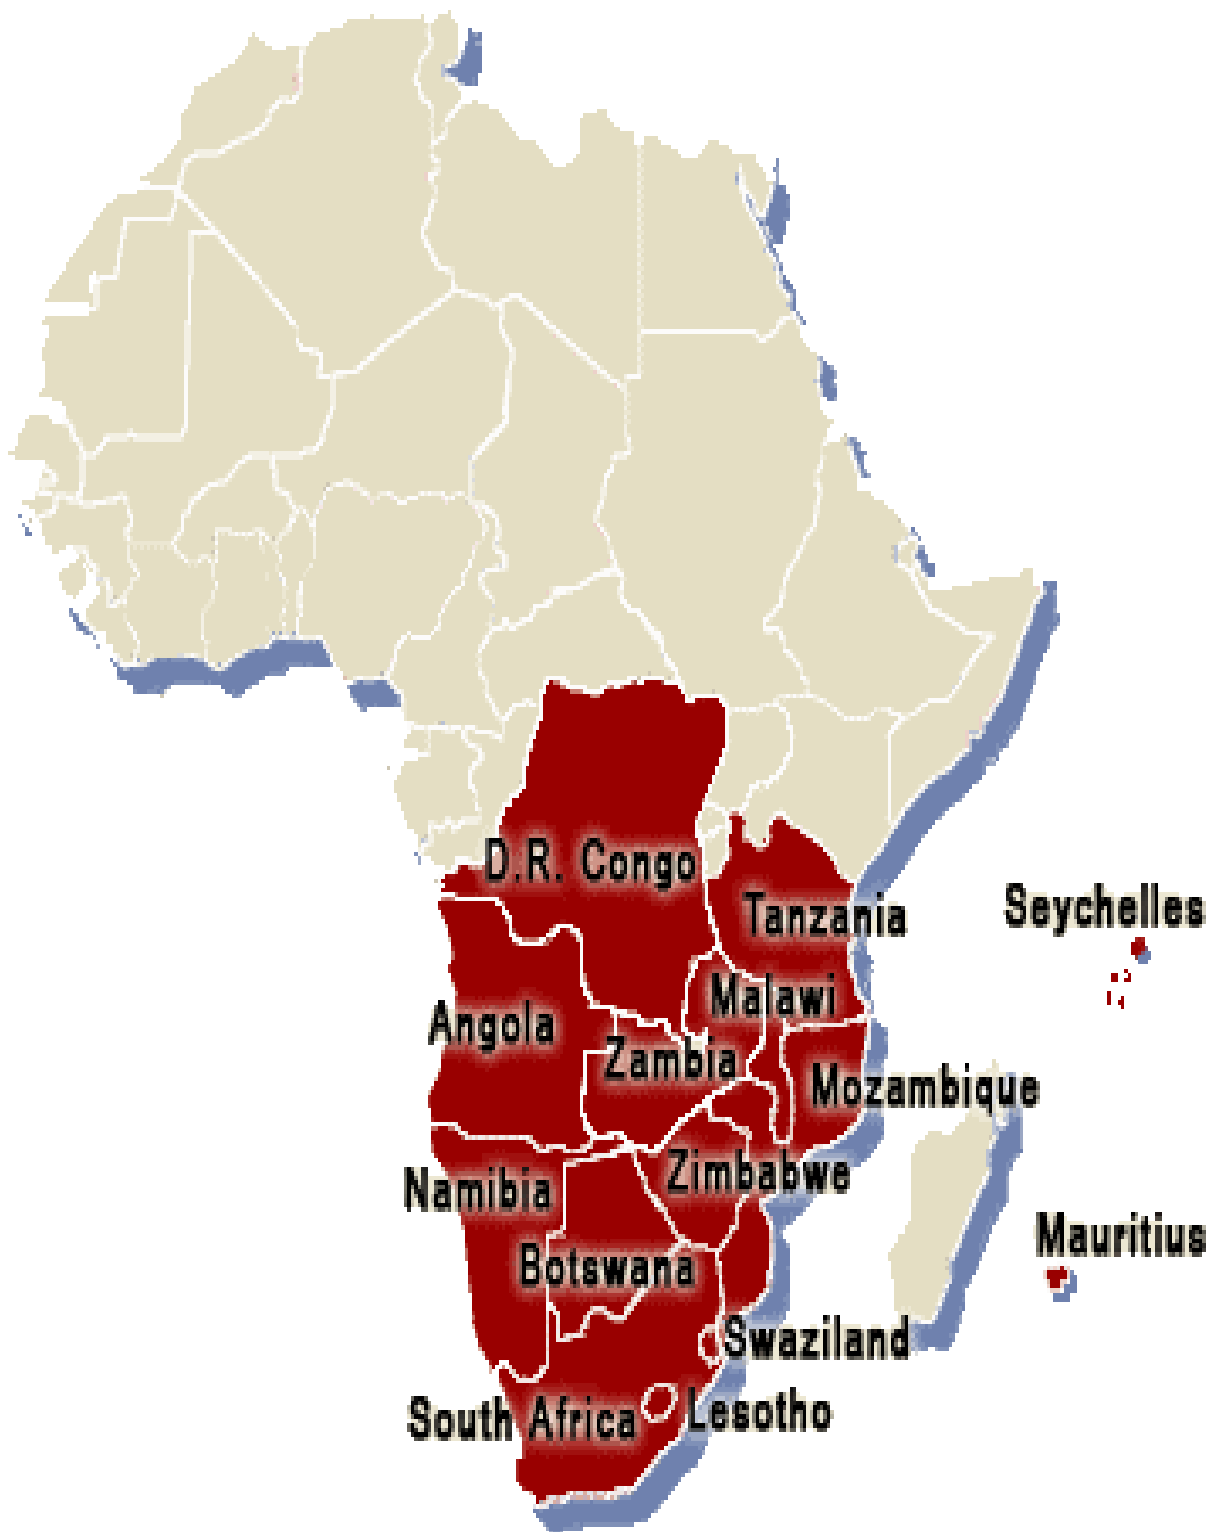 D.R. Congo
Seychelles
Tanzania
Malawi
Angola
Zambia
Mozambique
Zimbabwe
Namibia
Mauritius
Botswana
Swaziland
South Africa
Lesotho